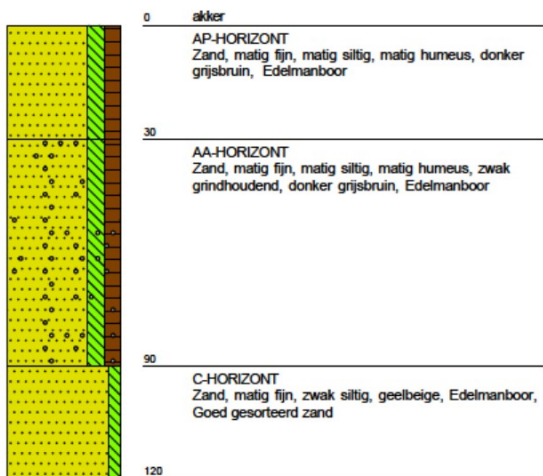 0 akker
AP-HORIZONT
Zand, matig fijn, matig siltig, matig humeus, donker
grijsbruin, Edelmanboor
30
AA-HORIZONT
Zand, matig fijn, matig siltig, matig humeus, zwak
grindhoudend, donker grijsbruin, Edelmanboor
90
C-HORIZONT
Zand, matig fijn, zwak siltig, geelbeige, Edelmanboor,
Goed gesorteerd zand
120